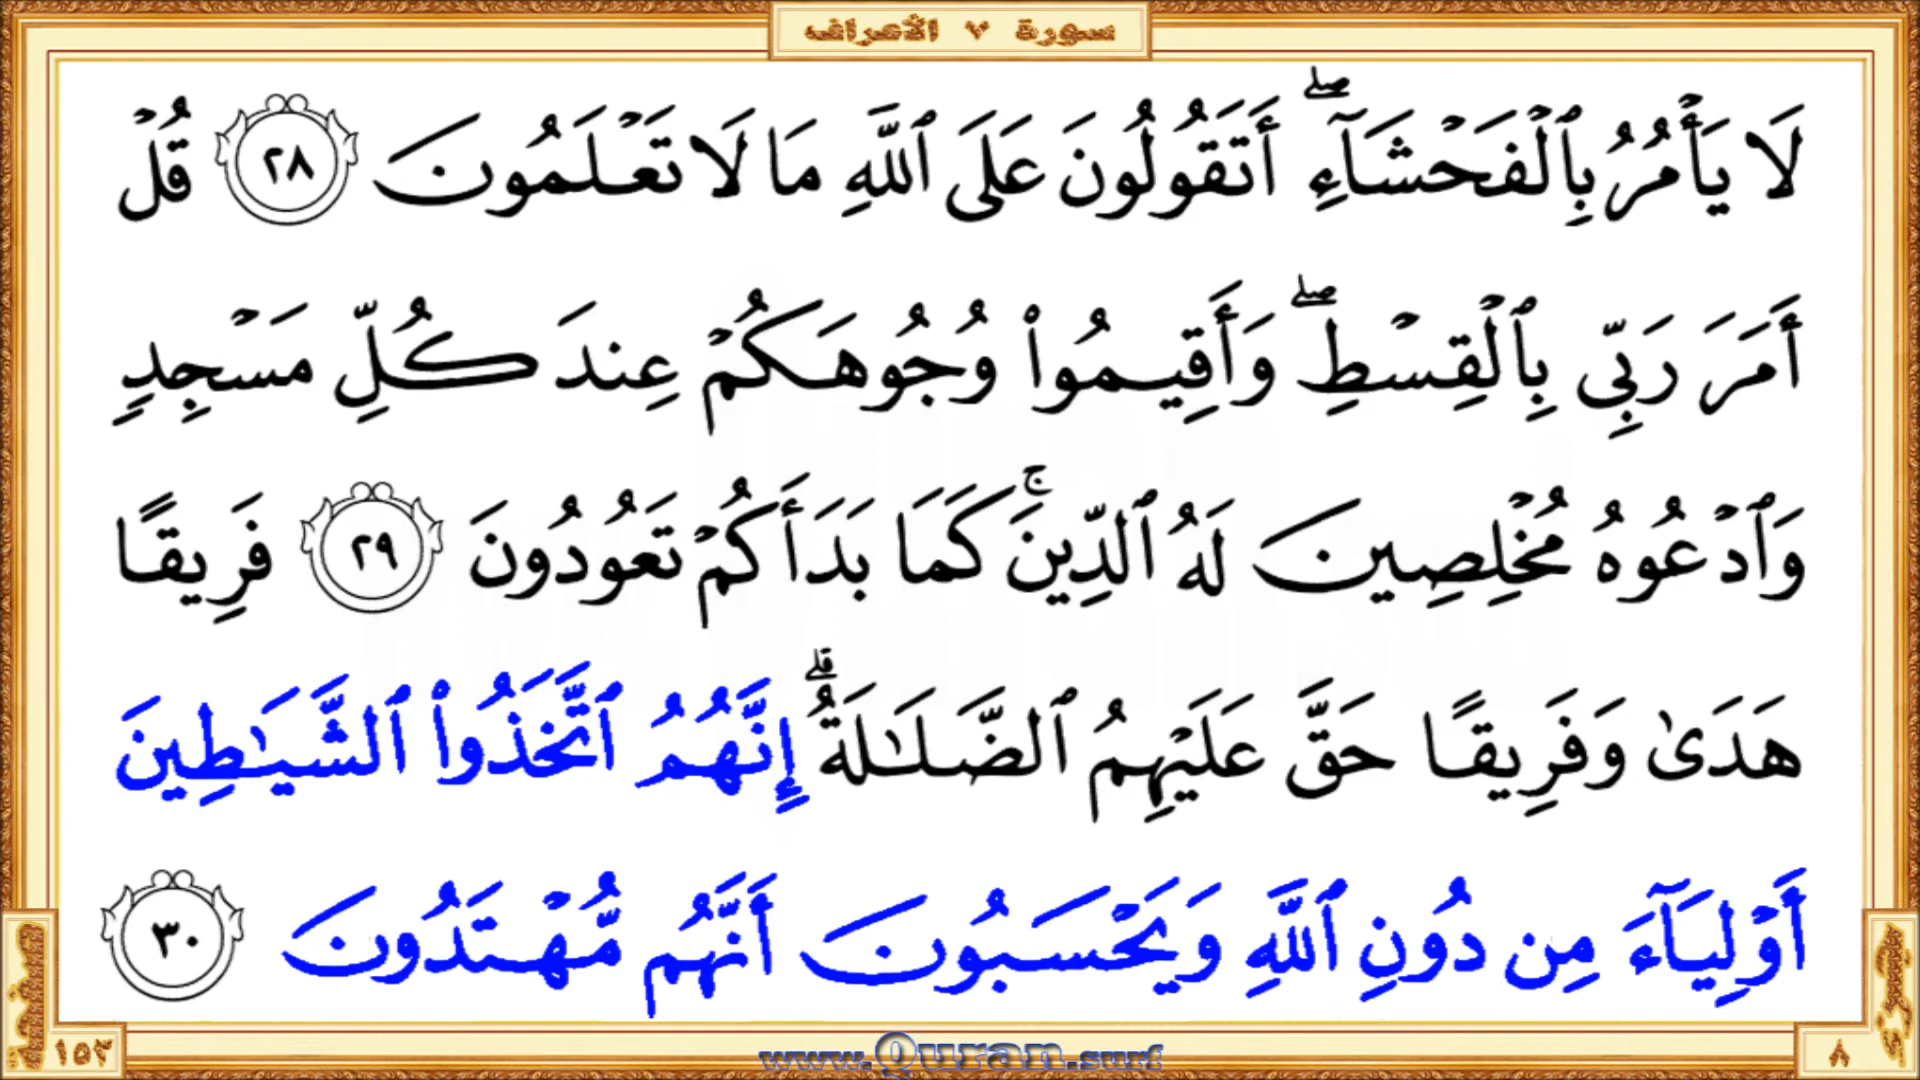 سورة ٧ الأعراف
لَا يَأۡمُرُ بِٱلۡفَحۡشَآءِۖ أَتَقُولُونَ عَلَى ٱللَّهِ مَا لَا تَعۡلَمُونَ ٢٨ قُلۡ
أَمَرَ رَبِّي بِٱلۡقِسۡطِۖ وَأَقِيمُواْ وُجُوهَكُمۡ عِندَ كُلِّ مَسۡجِدٖ
وَٱدۡعُوهُ مُخۡلِصِينَ لَهُ ٱلدِّينَۚ كَمَا بَدَأَكُمۡ تَعُودُونَ ٢٩ فَرِيقًا
هَدَىٰ وَفَرِيقًا حَقَّ عَلَيۡهِمُ ٱلضَّلَٰلَةُۗ إِنَّهُمُ ٱتَّخَذُواْ ٱلشَّيَٰطِينَ
أَوۡلِيَآءَ مِن دُونِ ٱللَّهِ وَيَحۡسَبُونَ أَنَّهُم مُّهۡتَدُونَ ٣٠
جزء ٨
www.Quran.surf
صفحة ١٥٣